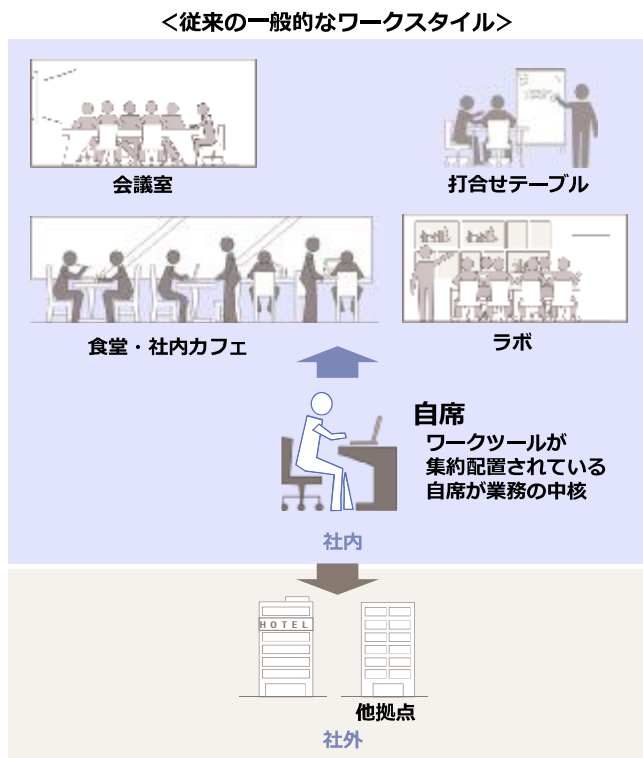 ＜従来の一般的なワークスタイル＞
会議室
打合せテーブル
食堂・社内カフェ
ラボ
自席
ワークツールが
集約配置されている
自席が業務の中核
社内
HOTEL
他拠点
社外